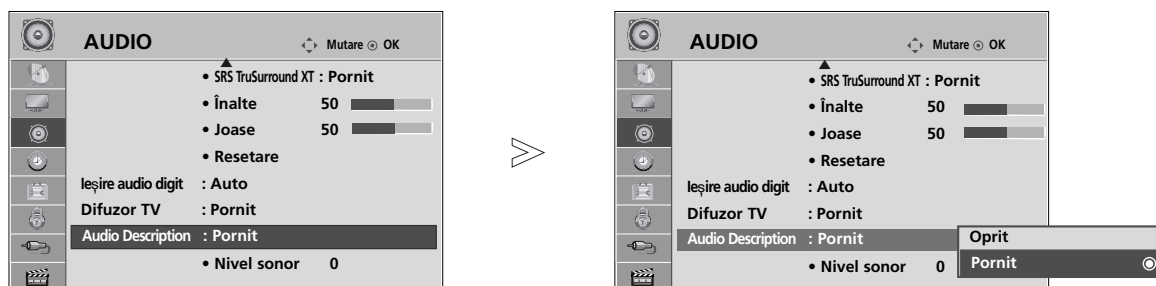 AUDIO
Mutare
OK
• SRS TruSurround XT : Pornit
• Înalte 50
• Joase 50
• Resetare
Ieșire audio digit : Auto
Difuzor TV : Pornit
Audio Description : Pornit
• Nivel sonor 0
AUDIO
Mutare
OK
• SRS TruSurround XT : Pornit
• Înalte 50
• Joase 50
• Resetare
Ieșire audio digit : Auto
Difuzor TV : Pornit
Audio Description : Pornit
• Nivel sonor 0
Oprit
Pornit